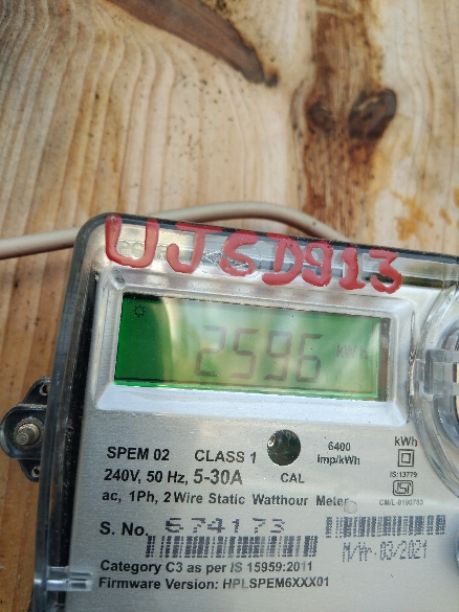 UJ6D913
2596 kWh
SPEM 02 CLASS 1 6400 imp/kWh kWh
240V, 50 Hz, 5-30A CAL IS:13779
ac, 1Ph, 2 Wire Static Watthour Meter
S. No. 674173
M/Yr. 03/2021
Category C3 as per IS 15959:2011
Firmware Version: HPLSPEM6XXX01